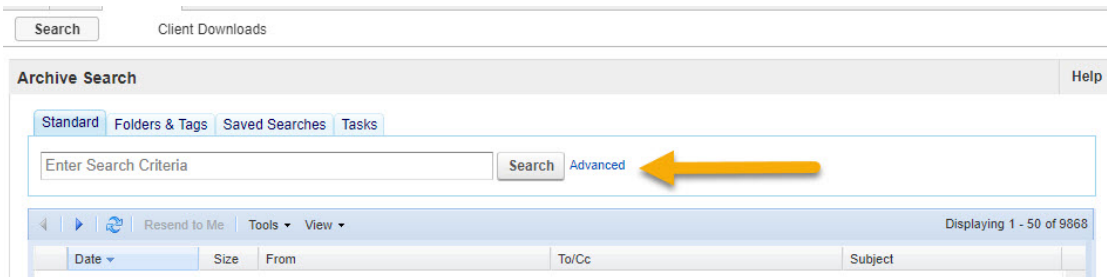 Search Client Downloads
Archive Search Help
Standard Folders & Tags Saved Searches Tasks
Enter Search Criteria Search Advanced
Resend to Me Tools View Displaying 1 - 50 of 9868
Date Size From To/Cc Subject